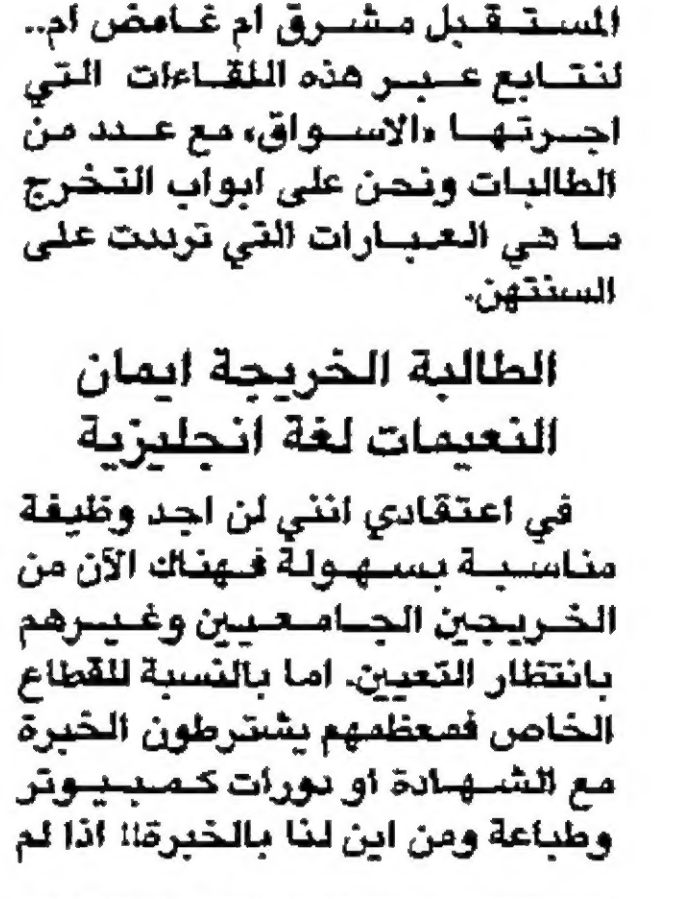 المستقبل مشرق ام غامض ام..
لنتابع عبر هذه اللقاءات التي
اجرتها «الاسواق» مع عدد من
الطالبات ونحن على ابواب التخرج
ما هي العبارات التي ترددت على
السنتهن.
الطالبة الخريجة ايمان
النعيمات لغة انجليزية
في اعتقادي انني لن اجد وظيفة
مناسبة بسهولة فهناك الآن من
الخريجين الجامعيين وغيرهم
بانتظار التعيين. اما بالنسبة للقطاع
الخاص فمعظمهم يشترطون الخبرة
مع الشهادة او دورات كمبيوتر
وطباعة ومن اين لنا بالخبرة!! اذا لم